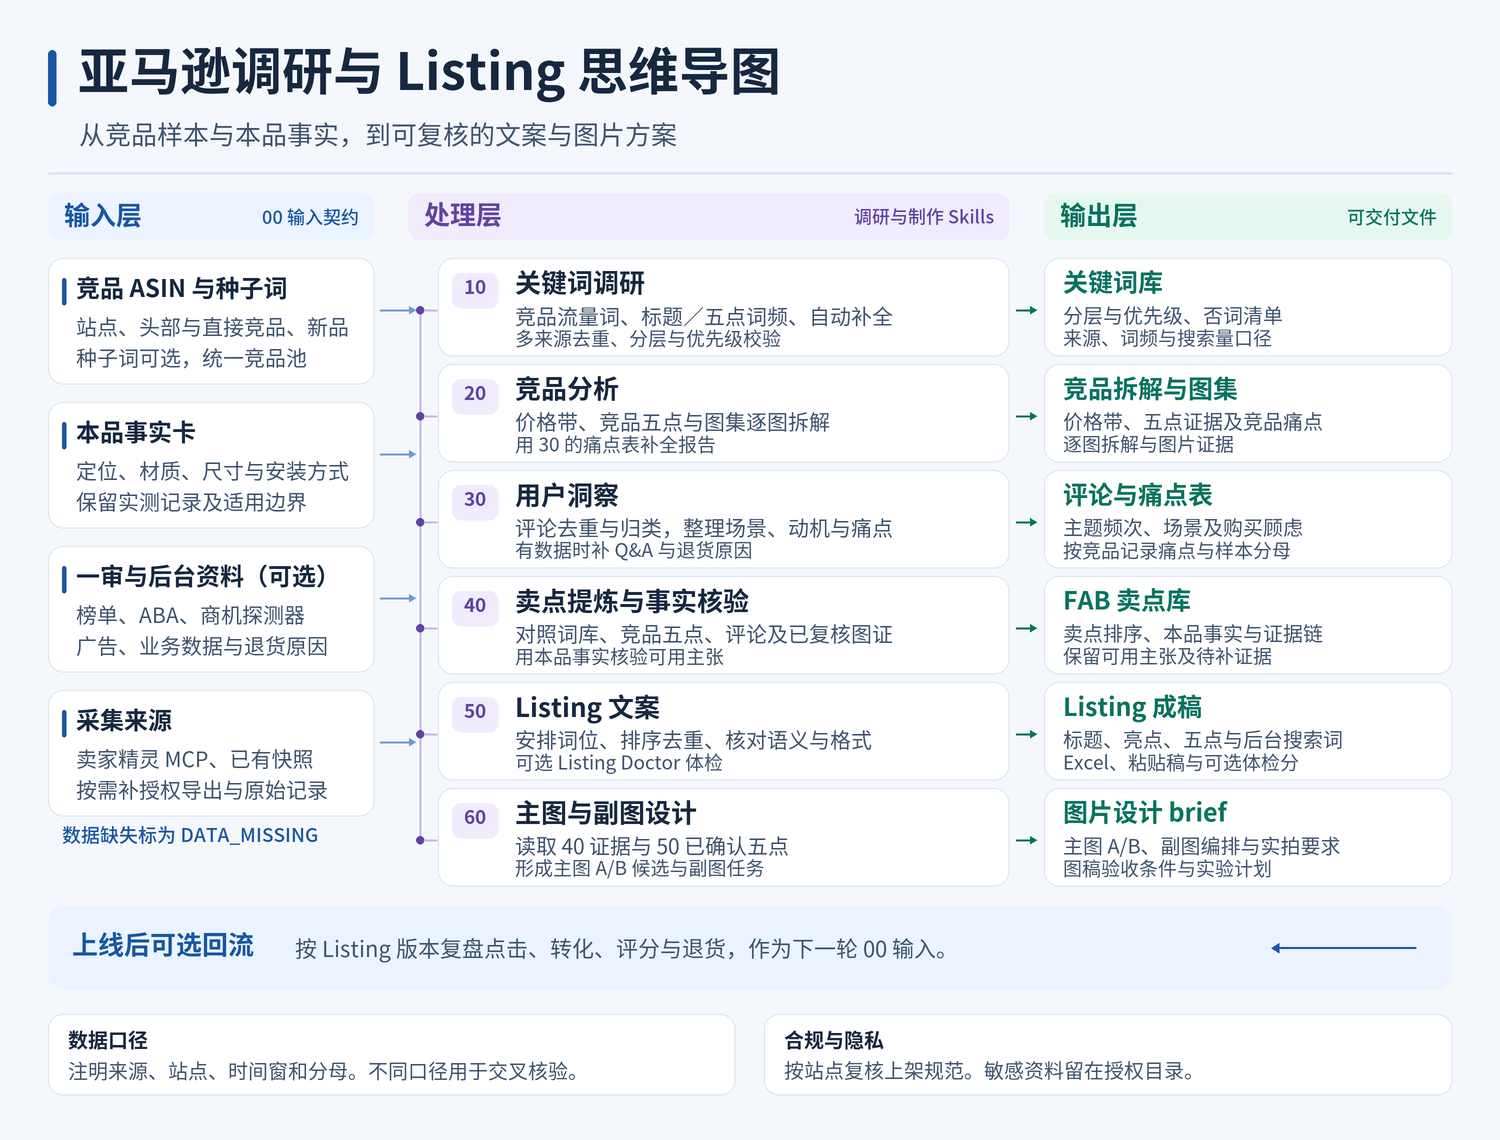 亚马逊调研与 Listing 思维导图
从竞品样本与本品事实，到可复核的文案与图片方案
输入层
00 输入契约
竞品 ASIN 与种子词
站点、头部与直接竞品、新品
种子词可选，统一竞品池
本品事实卡
定位、材质、尺寸与安装方式
保留实测记录及适用边界
一审与后台资料（可选）
榜单、ABA、商机探测器
广告、业务数据与退货原因
采集来源
卖家精灵 MCP、已有快照
按需补授权导出与原始记录
数据缺失标为 DATA_MISSING
处理层
调研与制作 Skills
10
关键词调研
竞品流量词、标题／五点词频、自动补全
多来源去重、分层与优先级校验
20
竞品分析
价格带、竞品五点与图集逐图拆解
用 30 的痛点表补全报告
30
用户洞察
评论去重与归类，整理场景、动机与痛点
有数据时补 Q&A 与退货原因
40
卖点提炼与事实核验
对照词库、竞品五点、评论及已复核图证
用本品事实核验可用主张
50
Listing 文案
安排词位、排序去重、核对语义与格式
可选 Listing Doctor 体检
60
主图与副图设计
读取 40 证据与 50 已确认五点
形成主图 A/B 候选与副图任务
输出层
可交付文件
关键词库
分层与优先级、否词清单
来源、词频与搜索量口径
竞品拆解与图集
价格带、五点证据及竞品痛点
逐图拆解与图片证据
评论与痛点表
主题频次、场景及购买顾虑
按竞品记录痛点与样本分母
FAB 卖点库
卖点排序、本品事实与证据链
保留可用主张及待补证据
Listing 成稿
标题、亮点、五点与后台搜索词
Excel、粘贴稿与可选体检分
图片设计 brief
主图 A/B、副图编排与实拍要求
图稿验收条件与实验计划
上线后可选回流
按 Listing 版本复盘点击、转化、评分与退货，作为下一轮 00 输入。
数据口径
注明来源、站点、时间窗和分母。不同口径用于交叉核验。
合规与隐私
按站点复核上架规范。敏感资料留在授权目录。